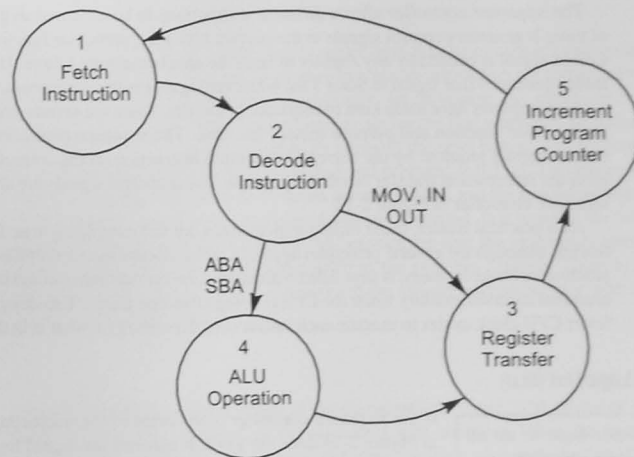 1
Fetch
Instruction
2
Decode
Instruction
5
Increment
Program
Counter
MOV, IN
OUT
ABA
SBA
3
Register
Transfer
4
ALU
Operation